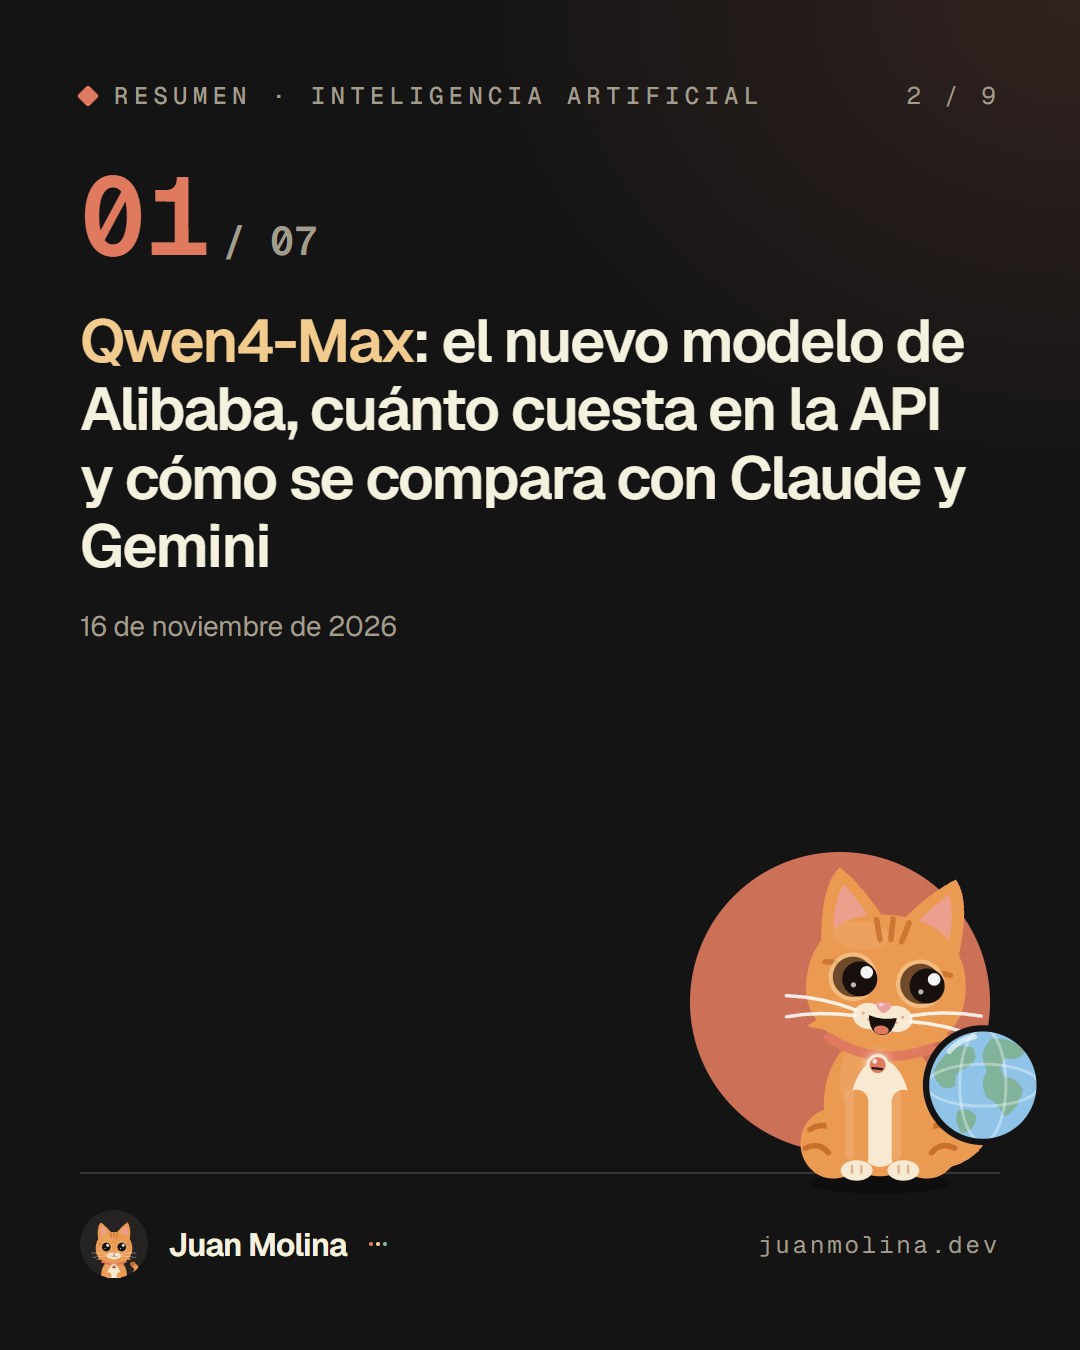 RESUMEN · INTELIGENCIA ARTIFICIAL
2 / 9
01 / 07
Qwen4-Max: el nuevo modelo de
Alibaba, cuánto cuesta en la API
y cómo se compara con Claude y
Gemini
16 de noviembre de 2026
Juan Molina
juanmolina.dev